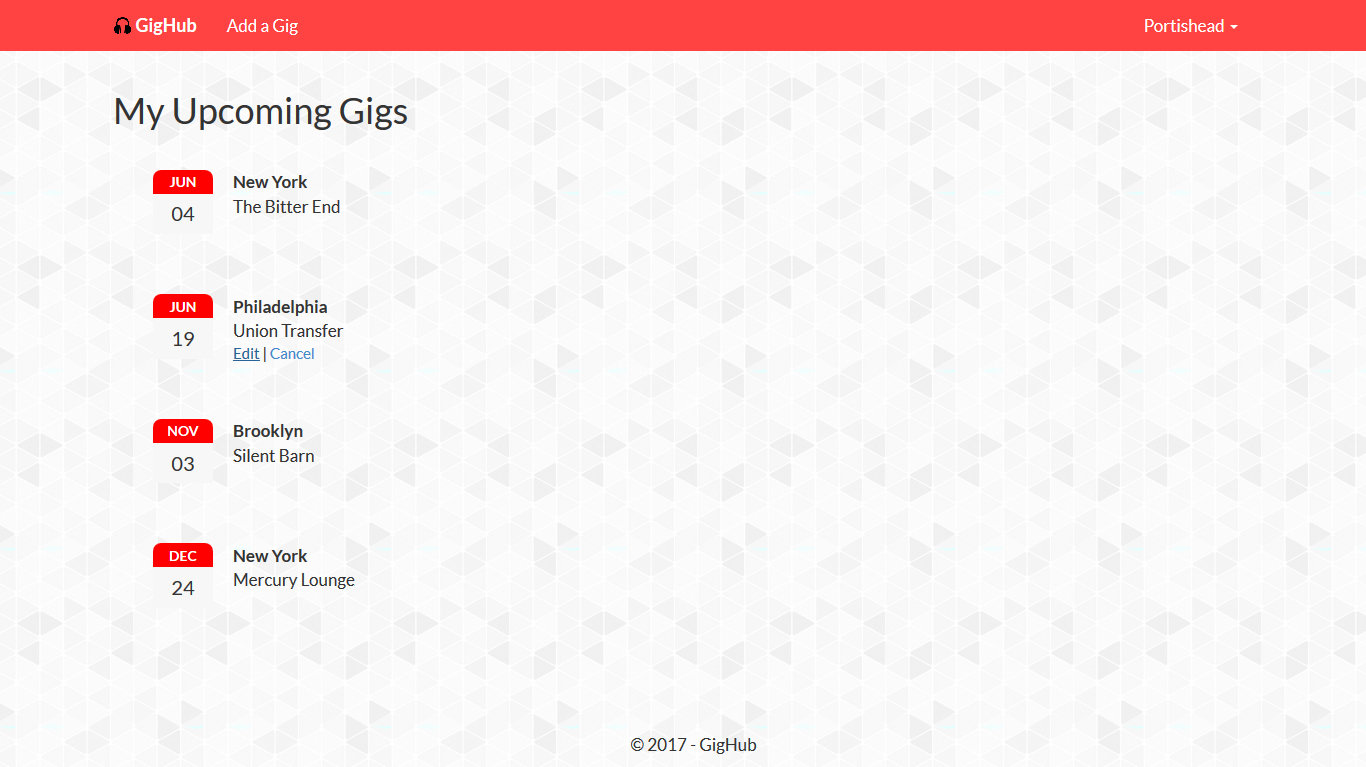 GigHub Add a Gig Portishead
My Upcoming Gigs
JUN
04
New York
The Bitter End
JUN
19
Philadelphia
Union Transfer
Edit | Cancel
NOV
03
Brooklyn
Silent Barn
DEC
24
New York
Mercury Lounge
© 2017 - GigHub